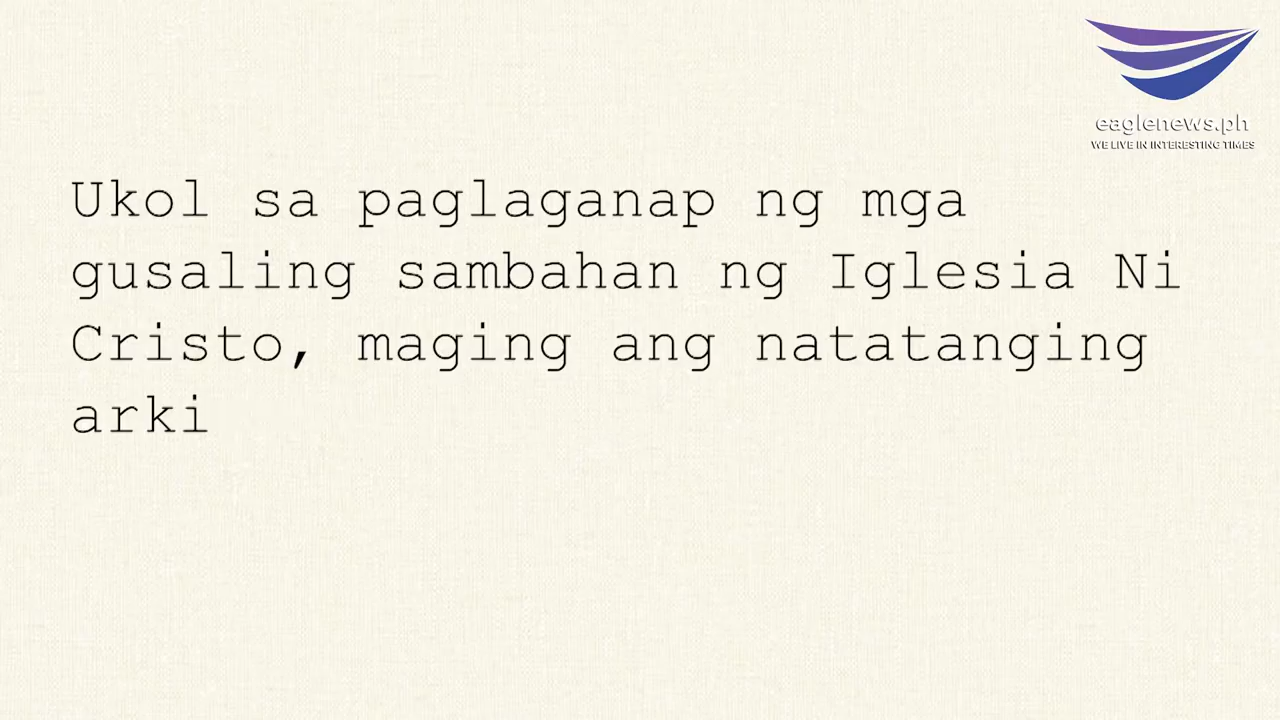 eaglenews.ph
WE LIVE IN INTERESTING TIMES
Ukol sa paglaganap ng mga
gusaling sambahan ng Iglesia Ni
Cristo, maging ang natatanging
arki